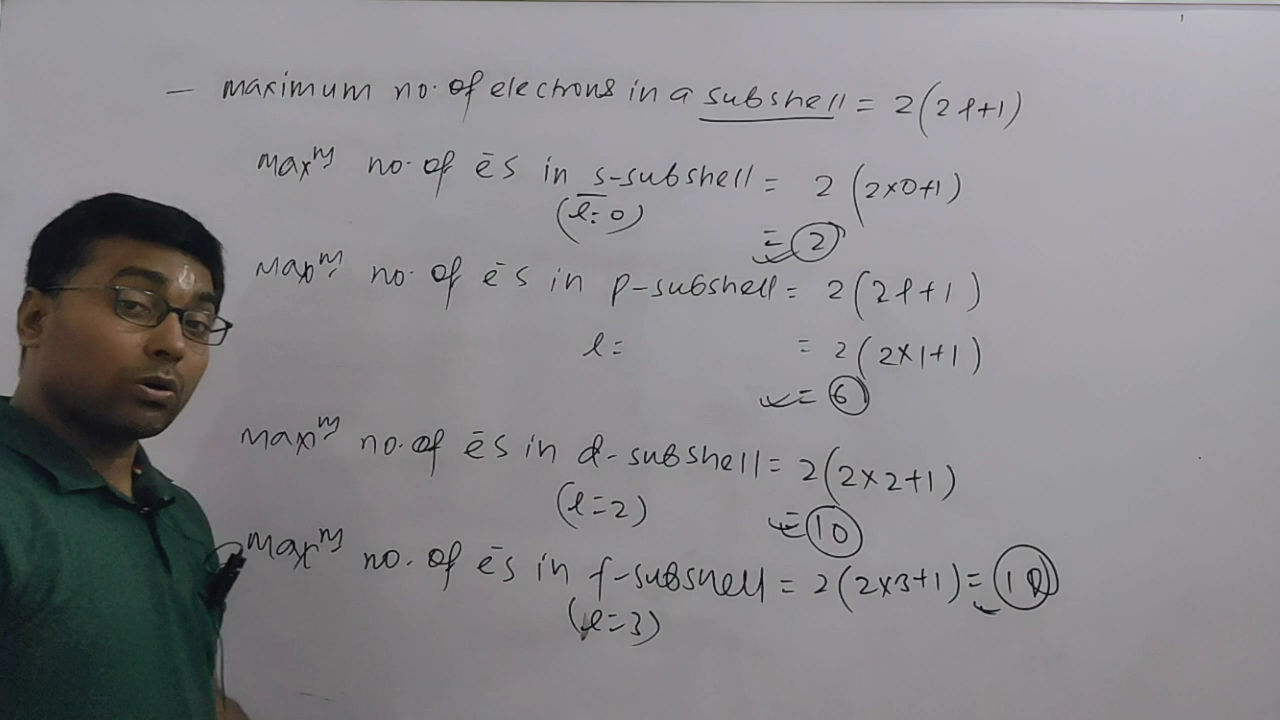 – maximum no. of electrons in a subshell = 2(2l+1)
maxᵐ no. of ēs in s-subshell = 2(2×0+1)
(l=0)
= 2
maxᵐ no. of ēs in p-subshell = 2(2l+1)
l= = 2(2×1+1)
= 6
maxᵐ no. of ēs in d-subshell = 2(2×2+1)
(l=2) = 10
maxᵐ no. of ēs in f-subshell = 2(2×3+1) =
(l=3)